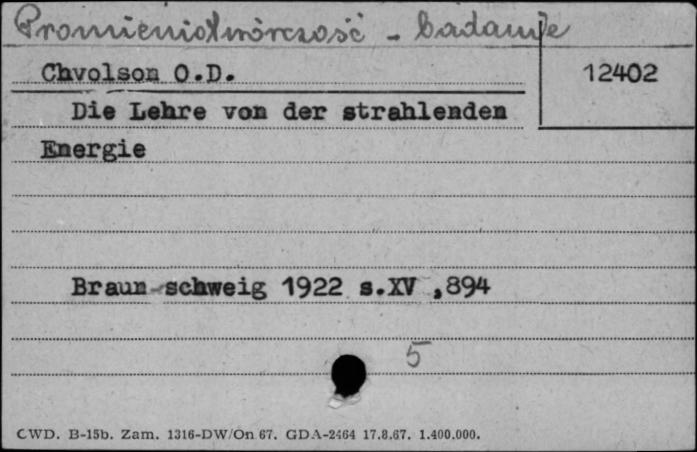 Promieniotwórczość - badanie
Chvolson O.D.
12402
Die Lehre von der strahlenden
Energie
Braun-schweig 1922 s.XV ,894
5
CWD. B-15b. Zam. 1316-DW/On 67. GDA-2464 17.8.67. 1.400.000.